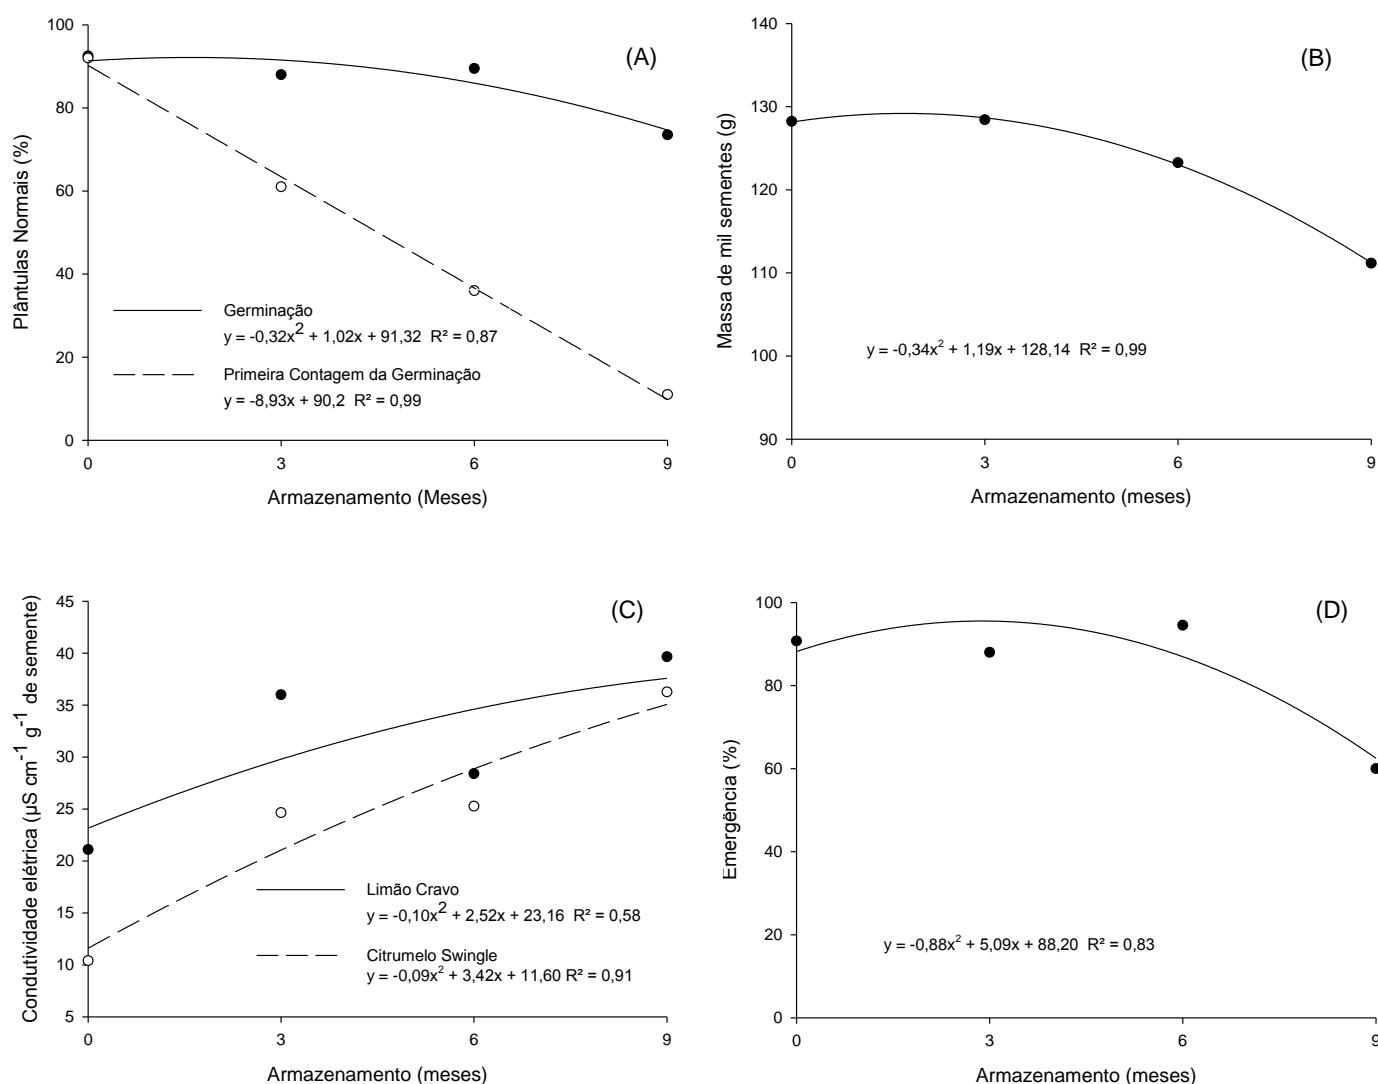 (A)
Plântulas Normais (%)
100
80
60
40
20
0
Germinação
y = -0,32x² + 1,02x + 91,32 R² = 0,87
Primeira Contagem da Germinação
y = -8,93x + 90,2 R² = 0,99
0 3 6 9
Armazenamento (Meses)
(B)
Massa de mil sementes (g)
140
130
120
110
100
90
y = -0,34x² + 1,19x + 128,14 R² = 0,99
0 3 6 9
Armazenamento (meses)
(C)
Condutividade elétrica (µS cm⁻¹ g⁻¹ de semente)
45
40
35
30
25
21
15
10
5
Limão Cravo
y = -0,10x² + 2,52x + 23,16 R² = 0,58
Citrumelo Swingle
y = -0,09x² + 3,42x + 11,60 R² = 0,91
0 3 6 9
Armazenamento (meses)
(D)
Emergência (%)
100
80
60
40
20
0
y = -0,88x² + 5,09x + 88,20 R² = 0,83
0 3 6 9
Armazenamento (meses)